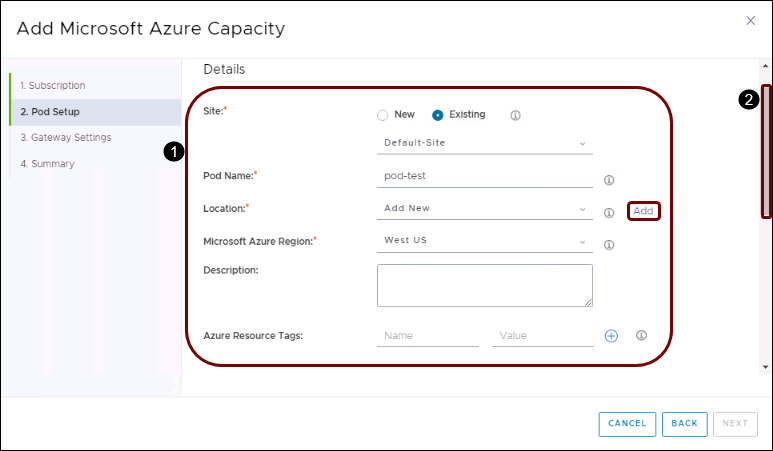 Add Microsoft Azure Capacity
Details
1. Subscription
2. Pod Setup
3. Gateway Settings
4. Summary
1
2
Site:*
New Existing
Default-Site
Pod Name:* pod-test
Location:* Add New Add
Microsoft Azure Region:* West US
Description:
Azure Resource Tags: Name Value
CANCEL BACK NEXT